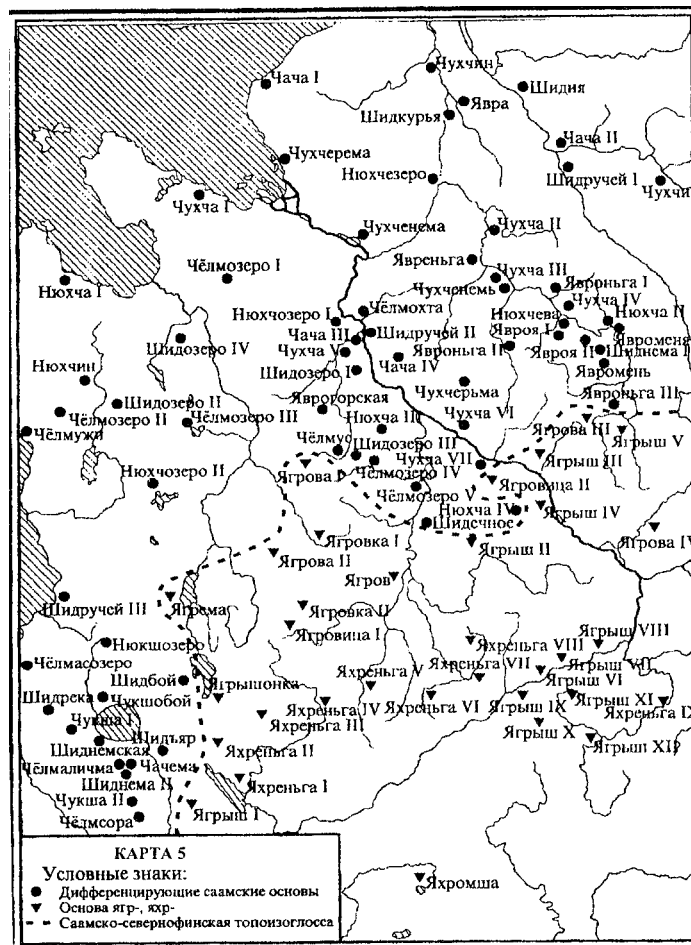 Чухчин
Чача I
Шидия
Явра
Шидкурья
Чача II
Чухчерема
Шидручей I
Нюхчезеро
Чухчи
Чухча I
Чухча II
Чухченема
Явреньга
Чёлмозеро I
Чухча III
Нюхча I
Чухченемь
Явроньга I
Чухча IV
Чёлмохта
Нюхчозеро I
Нюхчева
Нюхча II
Чача III
Шидручей II
Явроя I
Явроменя
Шидозеро IV
Чухча V
Явроньга II
Явроя II
Шиднема I
Чача IV
Шидозеро I
Явромень
Нюхчин
Чухчерьма
Явроньга III
Шидозеро II
Яврогорская
Чёлмозеро II
Чёлмозеро III
Нюхча III
Чухча VI
Ягрова III
Ягрыш V
Чёлмужи
Чёлмус
Шидозеро III
Чухча VII
Ягрыш III
Нюхчозеро II
Ягрова I
Чёлмозеро IV
Ягровица II
Чёлмозеро V
Нюхча IV
Ягрыш IV
Шидечное
Ягровка I
Ягрова IV
Ягрова II
Ягрыш II
Ягров
Шидручей III
Ягрема
Ягровка II
Ягровица I
Нюкшозеро
Яхреньга VIII
Ягрыш VIII
Чёлмасозеро
Яхреньга V
Яхреньга VII
Ягрыш VII
Шидбой
Ягрышонка
Ягрыш VI
Шидрека
Чукшобой
Яхреньга IV
Яхреньга VI
Ягрыш IX
Ягрыш XI
Яхреньга IX
Чукша I
Яхреньга III
Ягрыш X
Шиднемская
Шидъяр
Яхреньга II
Ягрыш XII
Чёлмаличма
Чачема
Шиднема II
Яхреньга I
Чукша II
Чёлмсора
Ягрыш I
КАРТА 5
Условные знаки:
Дифференцирующие саамские основы
Основа ягр-, яхр-
Саамско-севернофинская топоизоглосса
Яхромша